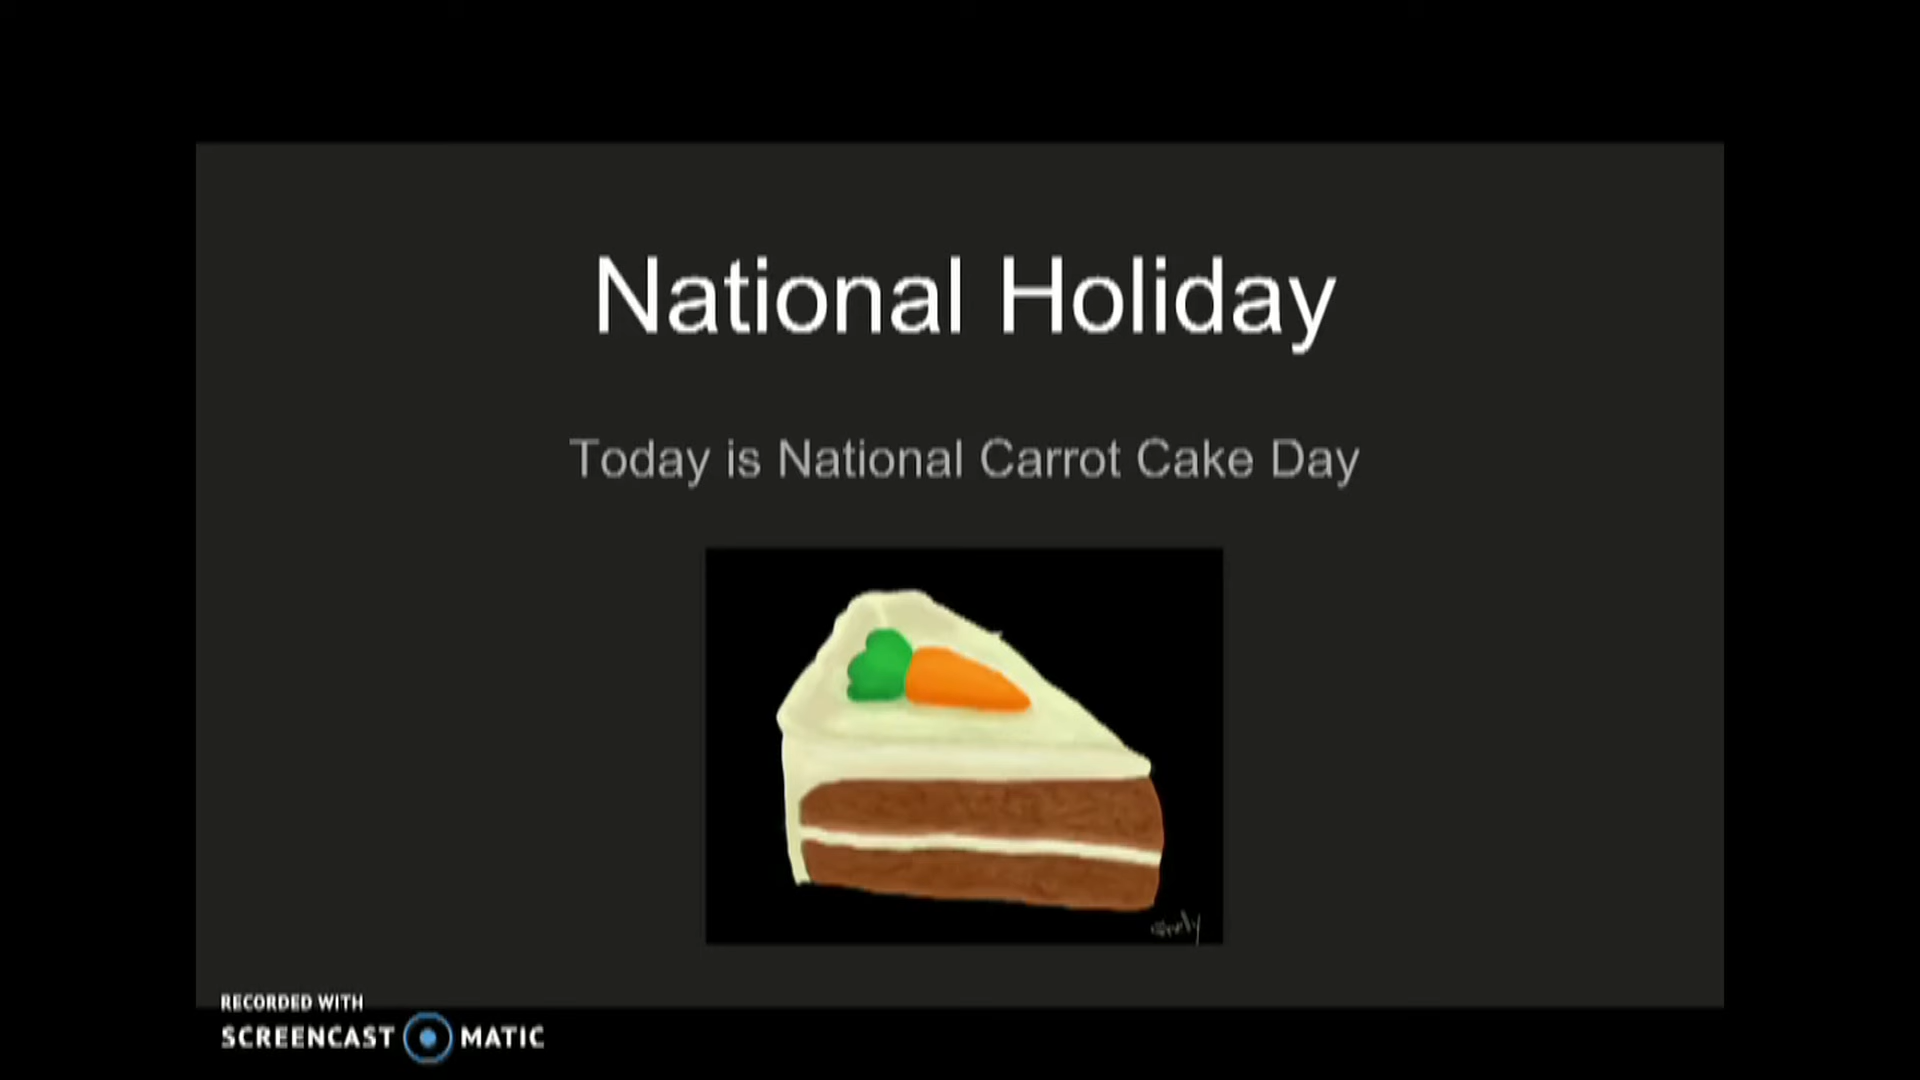 National Holiday
Today is National Carrot Cake Day
RECORDED WITH
SCREENCAST MATIC